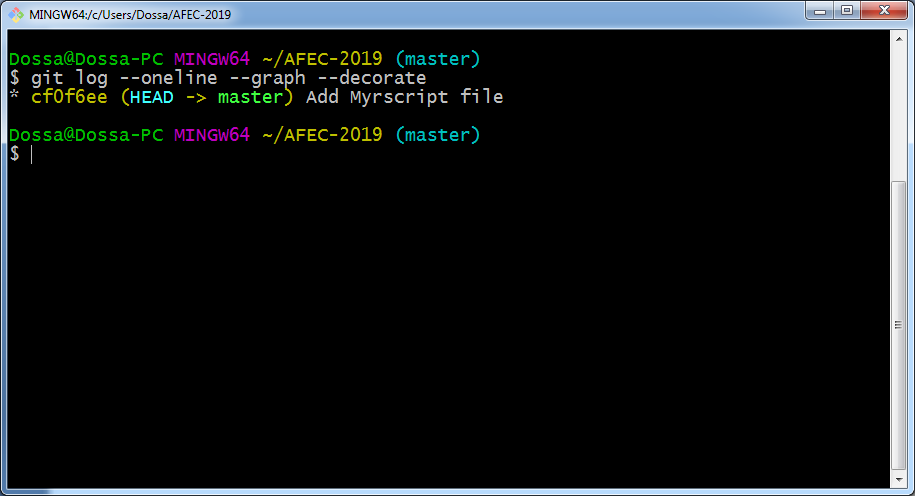 MINGW64:/c/Users/Dossa/AFEC-2019
Dossa@Dossa-PC MINGW64 ~/AFEC-2019 (master)
$ git log --oneline --graph --decorate
* cf0f6ee (HEAD -> master) Add Myrscript file
Dossa@Dossa-PC MINGW64 ~/AFEC-2019 (master)
$